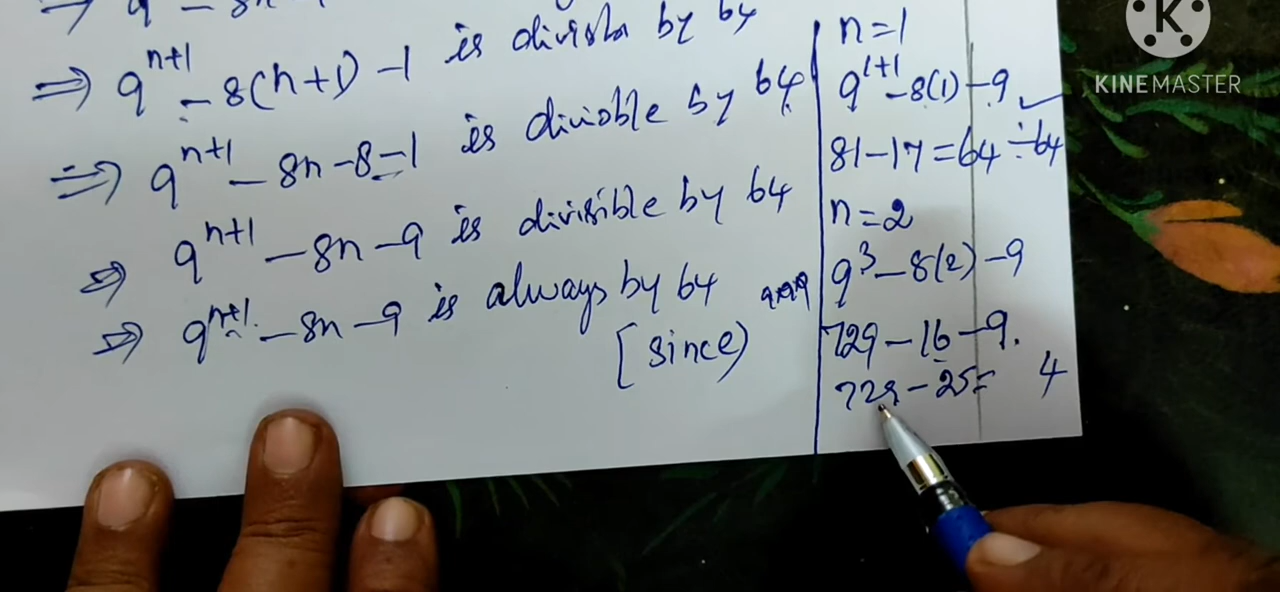 ⇒ 9 - 8n
⇒ 9^{n+1} - 8(n+1) - 1 is by 64
⇒ 9^{n+1} - 8n - 8 - 1 is by 64
⇒ 9^{n+1} - 8n - 9 is divisible by 64
⇒ 9^{n+1} - 8n - 9 is always by 64
[since)
n=1
9^{1+1} - 8(1) - 9
81 - 17 = 64 ÷ 64
n=2
9^3 - 8(2) - 9
729 - 16 - 9.
729 - 25 = 4
K
KINEMASTER